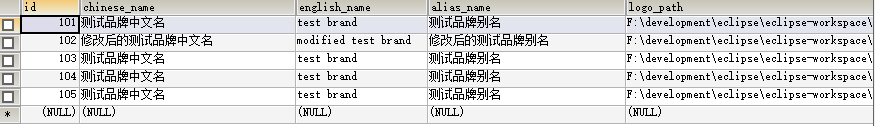 id chinese_name english_name alias_name logo_path
101 测试品牌中文名 test brand 测试品牌别名 F:\development\eclipse\eclipse-workspace\
102 修改后的测试品牌中文名 modified test brand 修改后的测试品牌别名 F:\development\eclipse\eclipse-workspace\
103 测试品牌中文名 test brand 测试品牌别名 F:\development\eclipse\eclipse-workspace\
104 测试品牌中文名 test brand 测试品牌别名 F:\development\eclipse\eclipse-workspace\
105 测试品牌中文名 test brand 测试品牌别名 F:\development\eclipse\eclipse-workspace\
* (NULL) (NULL) (NULL) (NULL) (NULL)